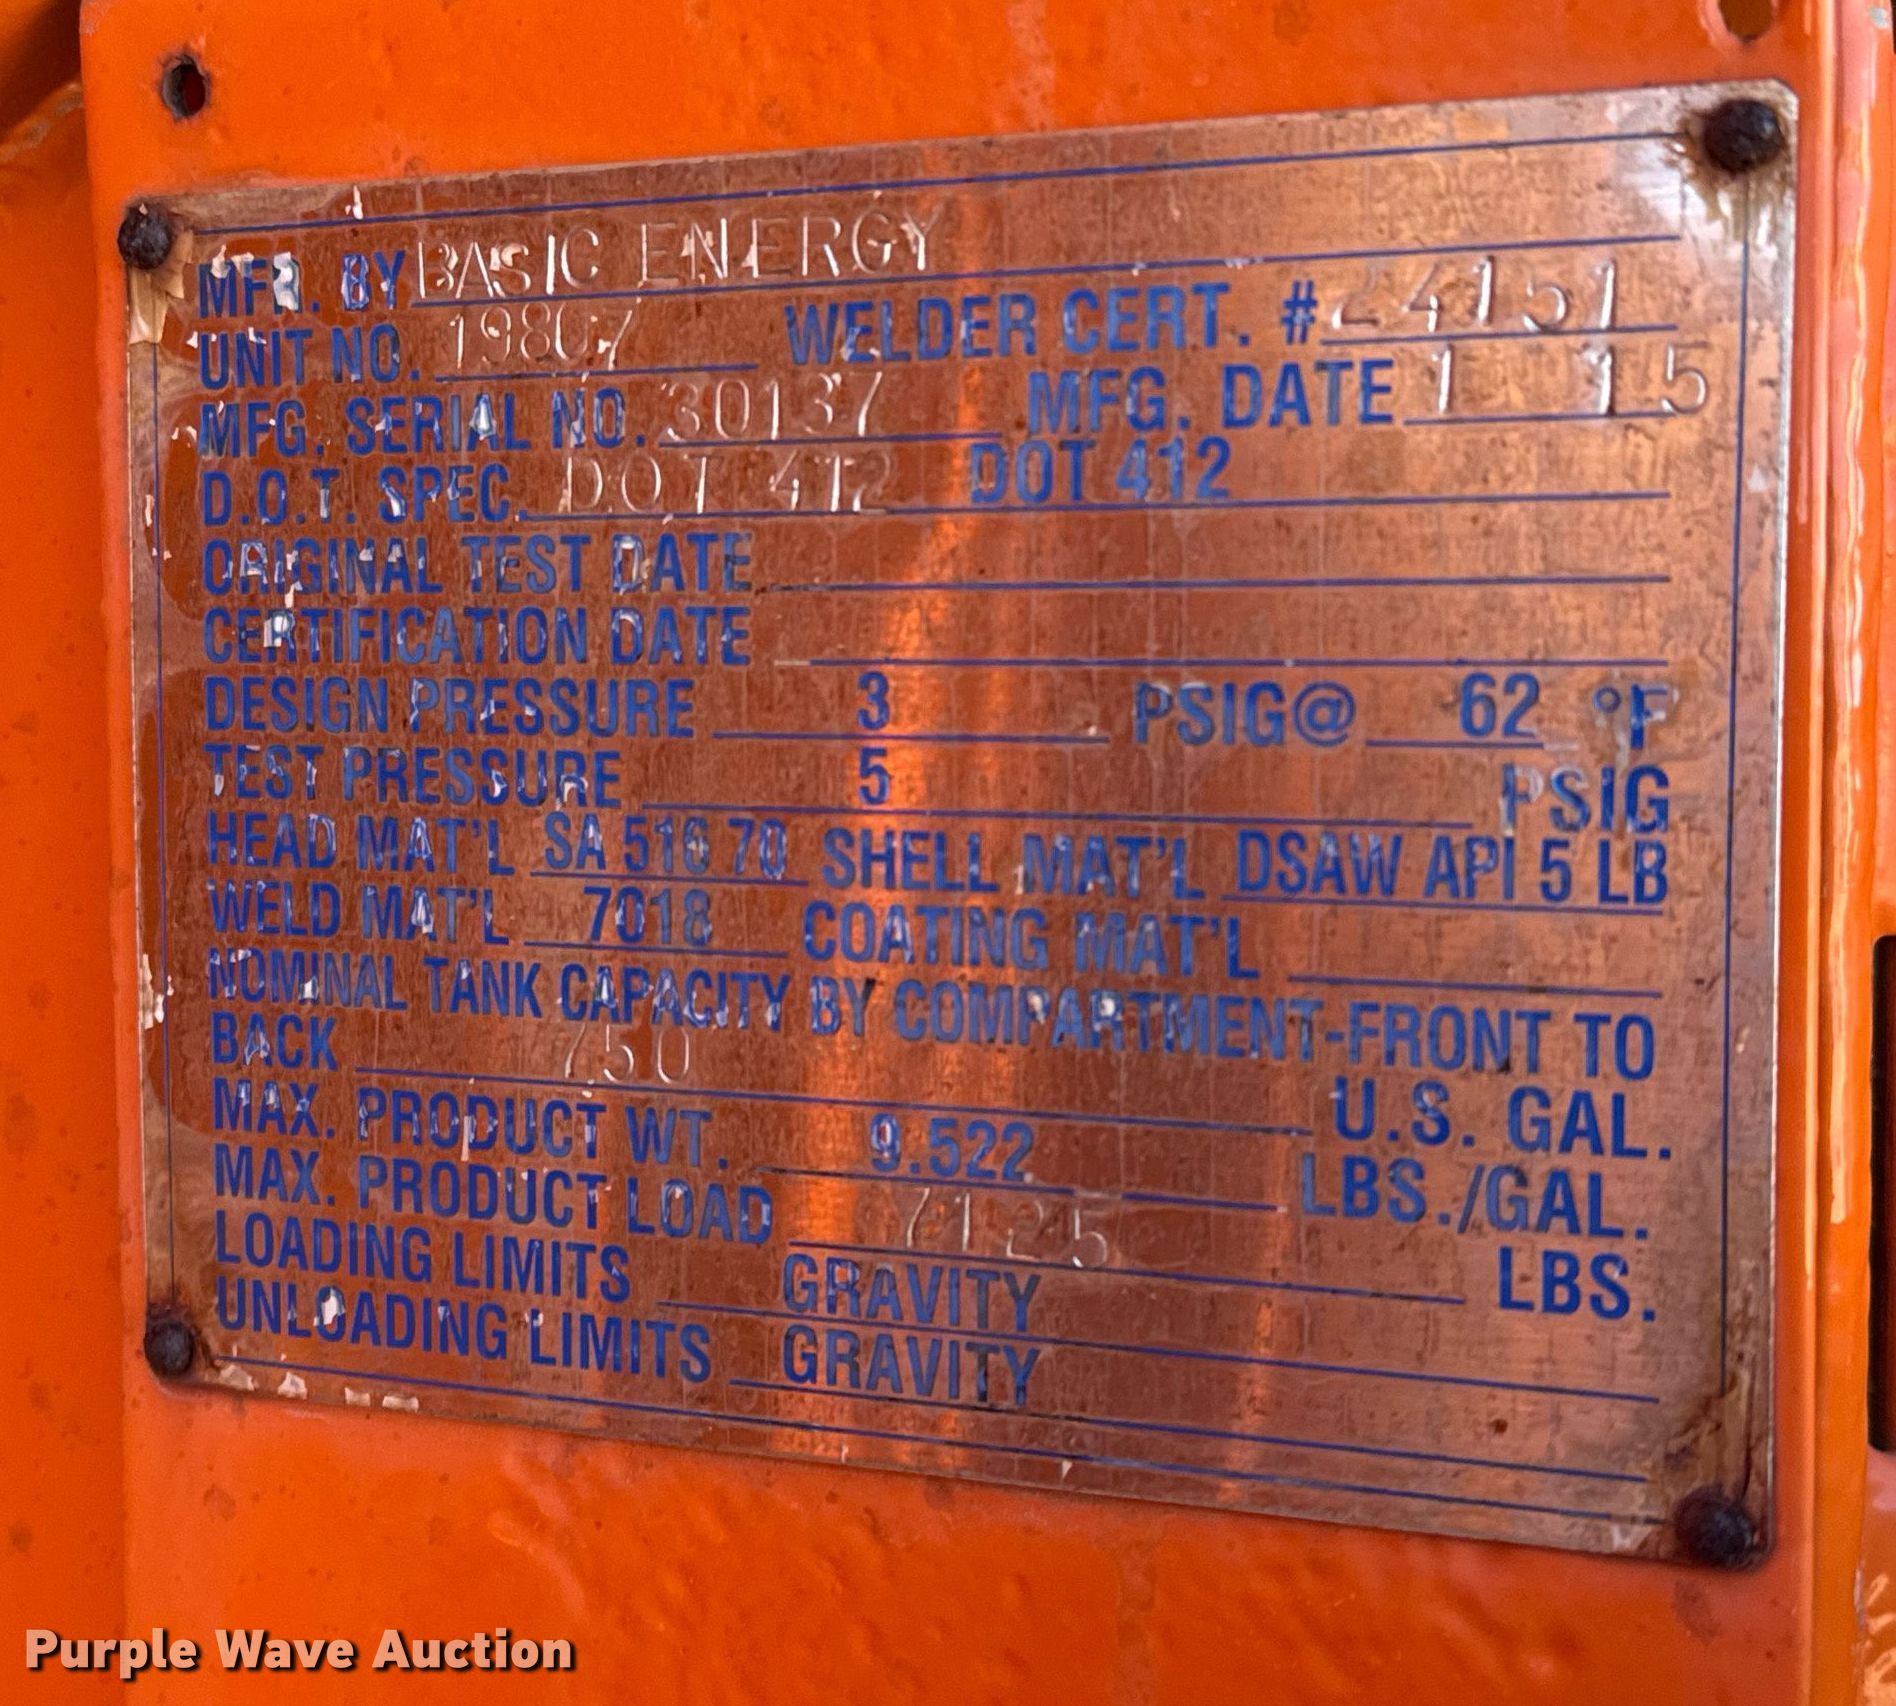 MFR. BY BASIC ENERGY
UNIT NO. 19807 WELDER CERT. # 24151
MFG. SERIAL NO. 30137 MFG. DATE 1 15
D.O.T. SPEC. DOT 412 DOT 412
ORIGINAL TEST DATE
CERTIFICATION DATE
DESIGN PRESSURE 3 PSIG@ 62 °F
TEST PRESSURE 5 PSIG
HEAD MAT'L SA 516 70 SHELL MAT'L DSAW API 5 LB
WELD MAT'L 7018 COATING MAT'L
NOMINAL TANK CAPACITY BY COMPARTMENT-FRONT TO
BACK 750 U.S. GAL.
MAX. PRODUCT WT. 9.522 LBS./GAL.
MAX. PRODUCT LOAD 7125 LBS.
LOADING LIMITS GRAVITY
UNLOADING LIMITS GRAVITY
Purple Wave Auction